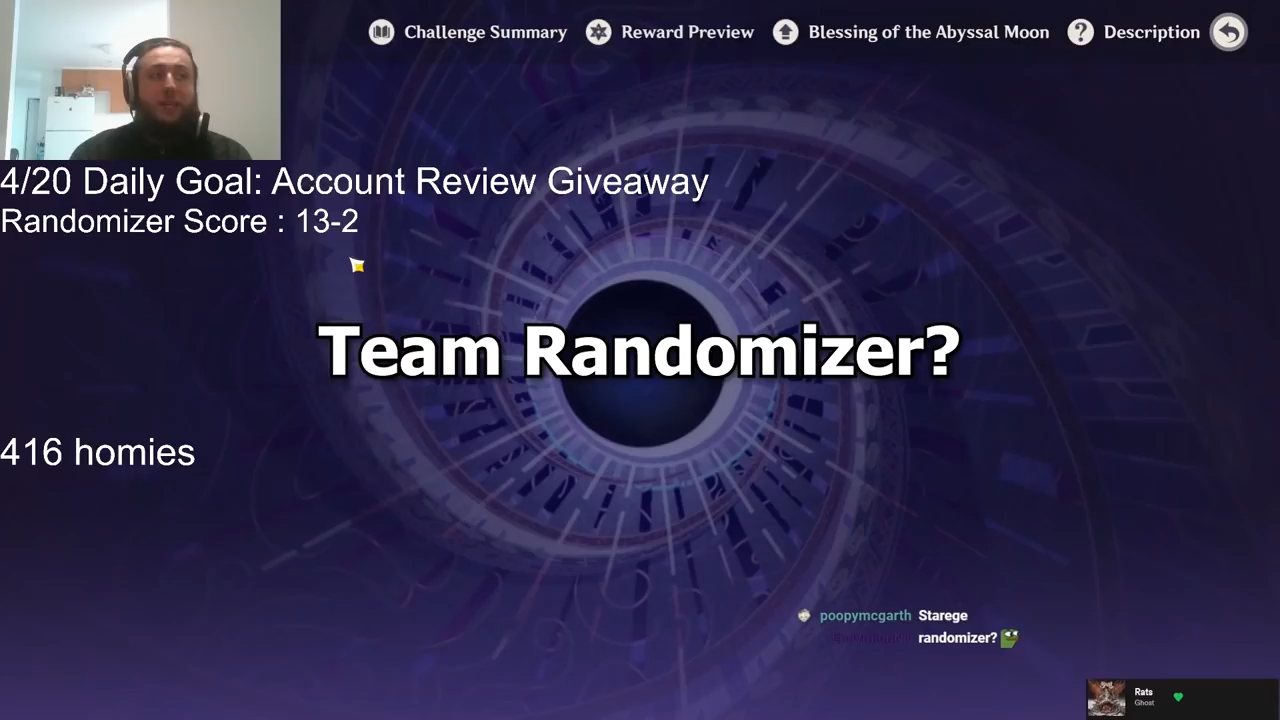 Challenge Summary
Reward Preview
Blessing of the Abyssal Moon
? Description
4/20 Daily Goal: Account Review Giveaway
Randomizer Score : 13-2
Team Randomizer?
416 homies
poopymcgarth Starege
randomizer?
Rats
Ghost